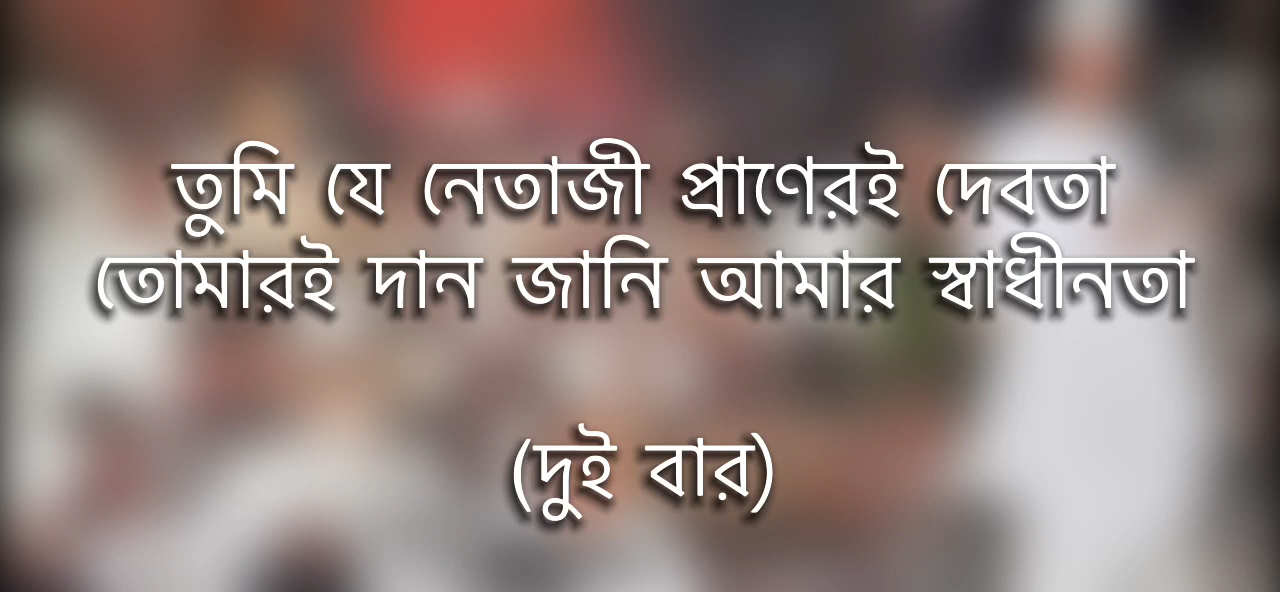 তুমি যে নেতাজী প্রাণেরই দেবতা
তোমারই দান জানি আমার স্বাধীনতা
(দুই বার)